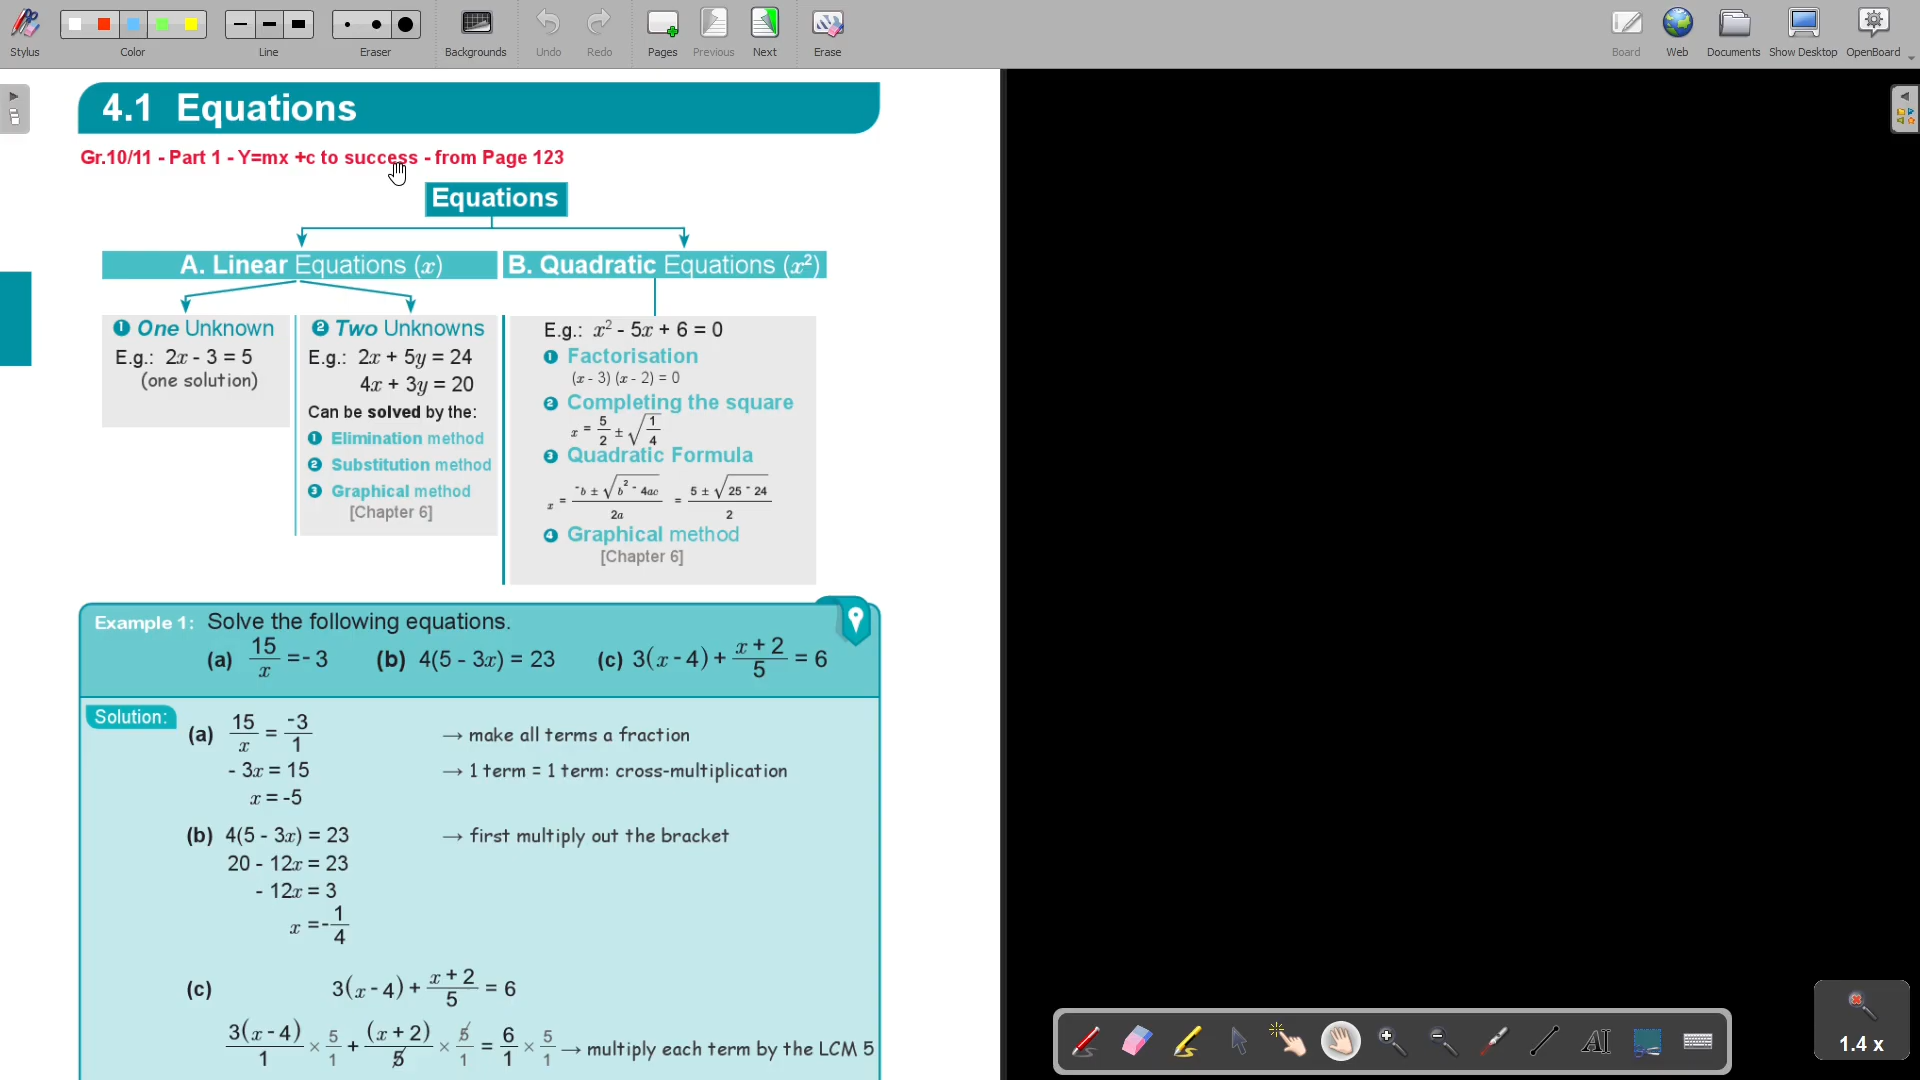 Stylus Color Line Eraser Backgrounds Undo Redo Pages Previous Next Erase Board Web Documents Show Desktop OpenBoard
4.1 Equations
Gr.10/11 - Part 1 - Y=mx +c to success - from Page 123
Equations
A. Linear Equations (x)
B. Quadratic Equations (x²)
❶ One Unknown
E.g.: 2x - 3 = 5
(one solution)
❷ Two Unknowns
E.g.: 2x + 5y = 24
4x + 3y = 20
Can be solved by the:
❶ Elimination method
❷ Substitution method
❸ Graphical method
[Chapter 6]
E.g.: x² - 5x + 6 = 0
❶ Factorisation
(x - 3) (x - 2) = 0
❷ Completing the square
x = 5/2 ± √(1/4)
❸ Quadratic Formula
x = (-b ± √(b² - 4ac))/2a = (5 ± √(25 - 24))/2
❹ Graphical method
[Chapter 6]
Example 1: Solve the following equations.
(a) 15/x = -3 (b) 4(5 - 3x) = 23 (c) 3(x - 4) + (x + 2)/5 = 6
Solution:
(a) 15/x = -3/1 → make all terms a fraction
- 3x = 15 → 1 term = 1 term: cross-multiplication
x = -5
(b) 4(5 - 3x) = 23 → first multiply out the bracket
20 - 12x = 23
- 12x = 3
x = -1/4
(c) 3(x - 4) + (x + 2)/5 = 6
3(x - 4)/1 × 5/1 + (x + 2)/5 × 5/1 = 6/1 × 5/1 → multiply each term by the LCM 5
1.4 x